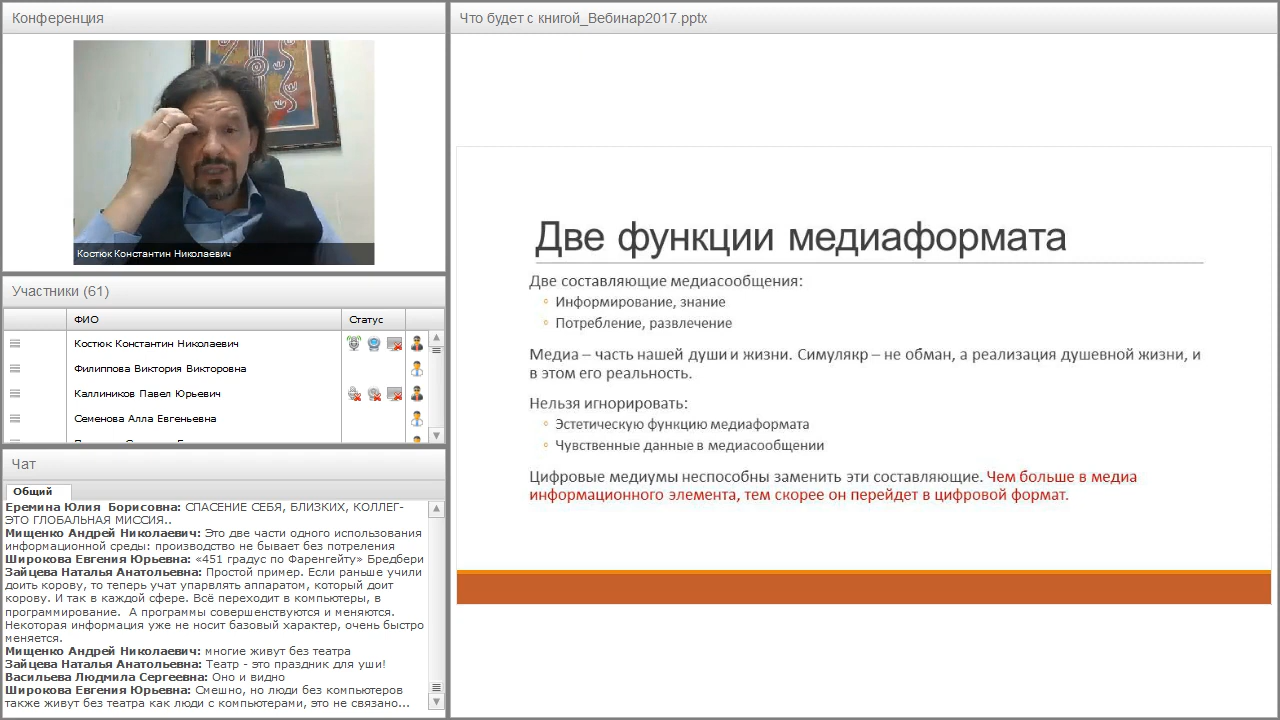 Конференция
Костюк Константин Николаевич
Участники (61)
ФИО
Статус
Костюк Константин Николаевич
Филиппова Виктория Викторовна
Каллиников Павел Юрьевич
Семенова Алла Евгеньевна
Чат
Общий
Еремина Юлия Борисовна: СПАСЕНИЕ СЕБЯ, БЛИЗКИХ, КОЛЛЕГ-
ЭТО ГЛОБАЛЬНАЯ МИССИЯ..
Мищенко Андрей Николаевич: Это две части одного использования
информационной среды: производство не бывает без потреления
Широкова Евгения Юрьевна: «451 градус по Фаренгейту» Бредбери
Зайцева Наталья Анатольевна: Простой пример. Если раньше учили
доить корову, то теперь учат упарвлять аппаратом, который доит
корову. И так в каждой сфере. Всё переходит в компьютеры, в
программирование. А программы совершенствуются и меняются.
Некоторая информация уже не носит базовый характер, очень быстро
меняется.
Мищенко Андрей Николаевич: многие живут без театра
Зайцева Наталья Анатольевна: Театр - это праздник для уши!
Васильева Людмила Сергеевна: Оно и видно
Широкова Евгения Юрьевна: Смешно, но люди без компьютеров
также живут без театра как люди с компьютерами, это не связано...
Что будет с книгой_Вебинар2017.pptx
Две функции медиаформата
Две составляющие медиасообщения:
Информирование, знание
Потребление, развлечение
Медиа – часть нашей души и жизни. Симулякр – не обман, а реализация душевной жизни, и
в этом его реальность.
Нельзя игнорировать:
Эстетическую функцию медиаформата
Чувственные данные в медиасообщении
Цифровые медиумы неспособны заменить эти составляющие. Чем больше в медиа
информационного элемента, тем скорее он перейдет в цифровой формат.